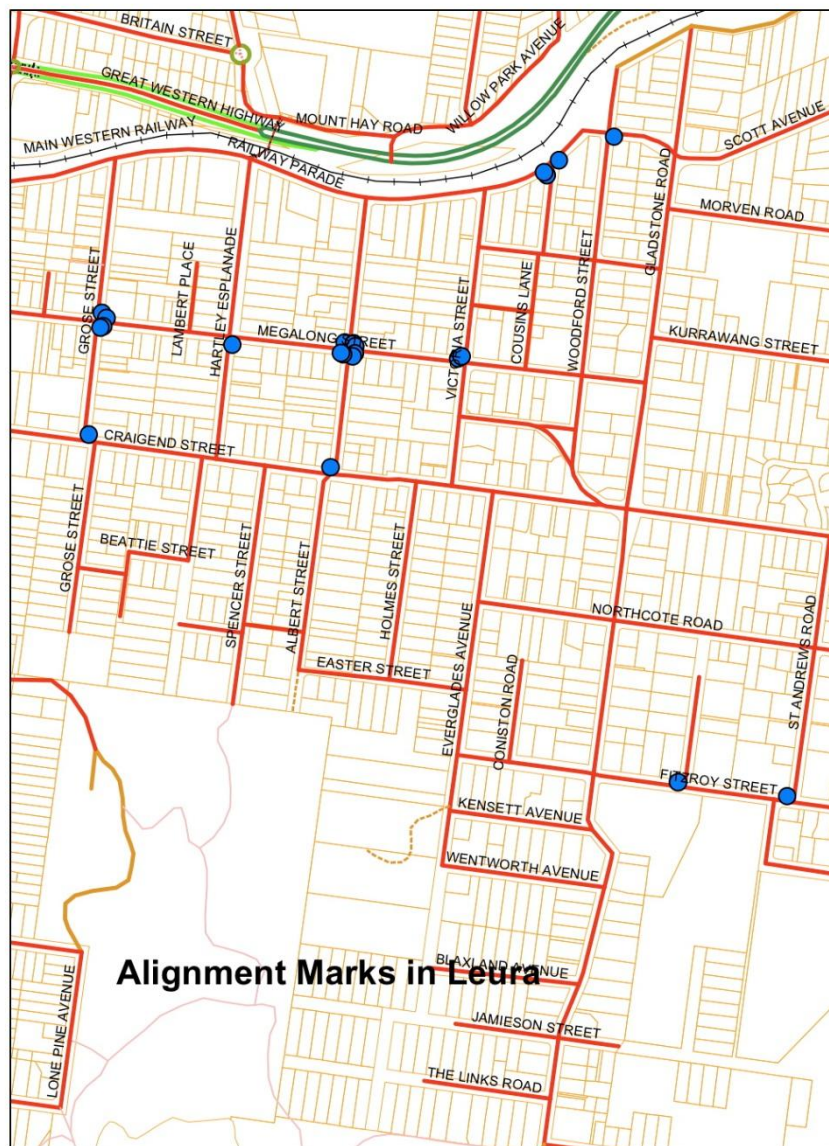 BRITAIN STREET
WILLOW PARK AVENUE
GREAT WESTERN HIGHWAY
MOUNT HAY ROAD
MAIN WESTERN RAILWAY
RAILWAY PARADE
SCOTT AVENUE
GLADSTONE ROAD
MORVEN ROAD
GROSE STREET
LAMBERT PLACE
HARTLEY ESPLANADE
MEGALONG STREET
VICTORIA STREET
COUSINS LANE
WOODFORD STREET
KURRAWANG STREET
CRAIGEND STREET
GROSE STREET
BEATTIE STREET
SPENCER STREET
ALBERT STREET
HOLMES STREET
EASTER STREET
EVERGLADES AVENUE
CONISTON ROAD
NORTHCOTE ROAD
ST. ANDREWS ROAD
FITZROY STREET
KENSETT AVENUE
WENTWORTH AVENUE
BLAXLAND AVENUE
Alignment Marks in Leura
JAMIESON STREET
LONE PINE AVENUE
THE LINKS ROAD